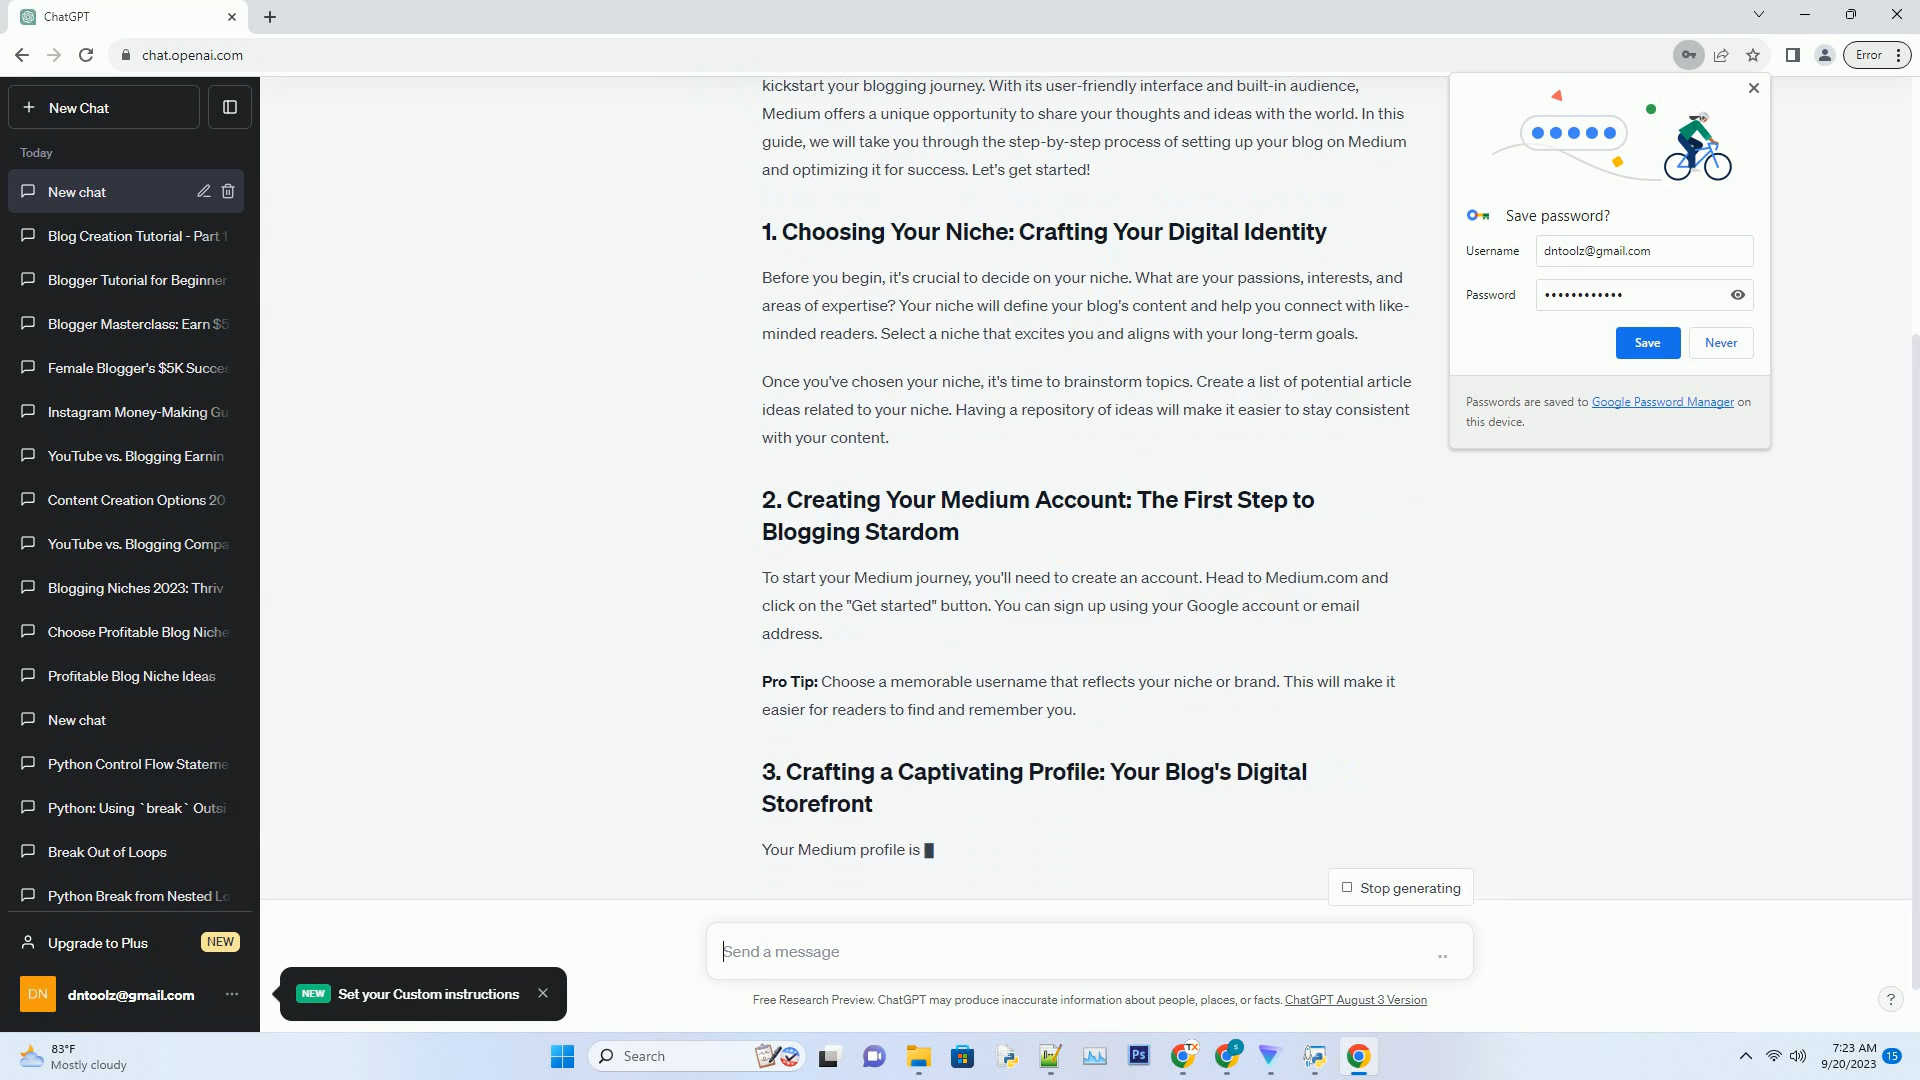 ChatGPT
chat.openai.com
Error
New Chat
Today
New chat
Blog Creation Tutorial - Part 1
Blogger Tutorial for Beginner
Blogger Masterclass: Earn $5
Female Blogger's $5K Succes
Instagram Money-Making Gu
YouTube vs. Blogging Earnin
Content Creation Options 20
YouTube vs. Blogging Compa
Blogging Niches 2023: Thriv
Choose Profitable Blog Niche
Profitable Blog Niche Ideas
New chat
Python Control Flow Stateme
Python: Using `break` Outsi
Break Out of Loops
Python Break from Nested Lo
Upgrade to Plus
NEW
DN
dntoolz@gmail.com
kickstart your blogging journey. With its user-friendly interface and built-in audience,
Medium offers a unique opportunity to share your thoughts and ideas with the world. In this
guide, we will take you through the step-by-step process of setting up your blog on Medium
and optimizing it for success. Let's get started!
1. Choosing Your Niche: Crafting Your Digital Identity
Before you begin, it's crucial to decide on your niche. What are your passions, interests, and
areas of expertise? Your niche will define your blog's content and help you connect with like-
minded readers. Select a niche that excites you and aligns with your long-term goals.
Once you've chosen your niche, it's time to brainstorm topics. Create a list of potential article
ideas related to your niche. Having a repository of ideas will make it easier to stay consistent
with your content.
2. Creating Your Medium Account: The First Step to
Blogging Stardom
To start your Medium journey, you'll need to create an account. Head to Medium.com and
click on the "Get started" button. You can sign up using your Google account or email
address.
Pro Tip: Choose a memorable username that reflects your niche or brand. This will make it
easier for readers to find and remember you.
3. Crafting a Captivating Profile: Your Blog's Digital
Storefront
Your Medium profile is
Stop generating
Send a message
Free Research Preview. ChatGPT may produce inaccurate information about people, places, or facts. ChatGPT August 3 Version
NEW Set your Custom instructions
?
Save password?
Username
dntoolz@gmail.com
Password
••••••••••••
Save
Never
Passwords are saved to Google Password Manager on
this device.
83°F
Mostly cloudy
Search
Ps
TX
S
7:23 AM
9/20/2023
15